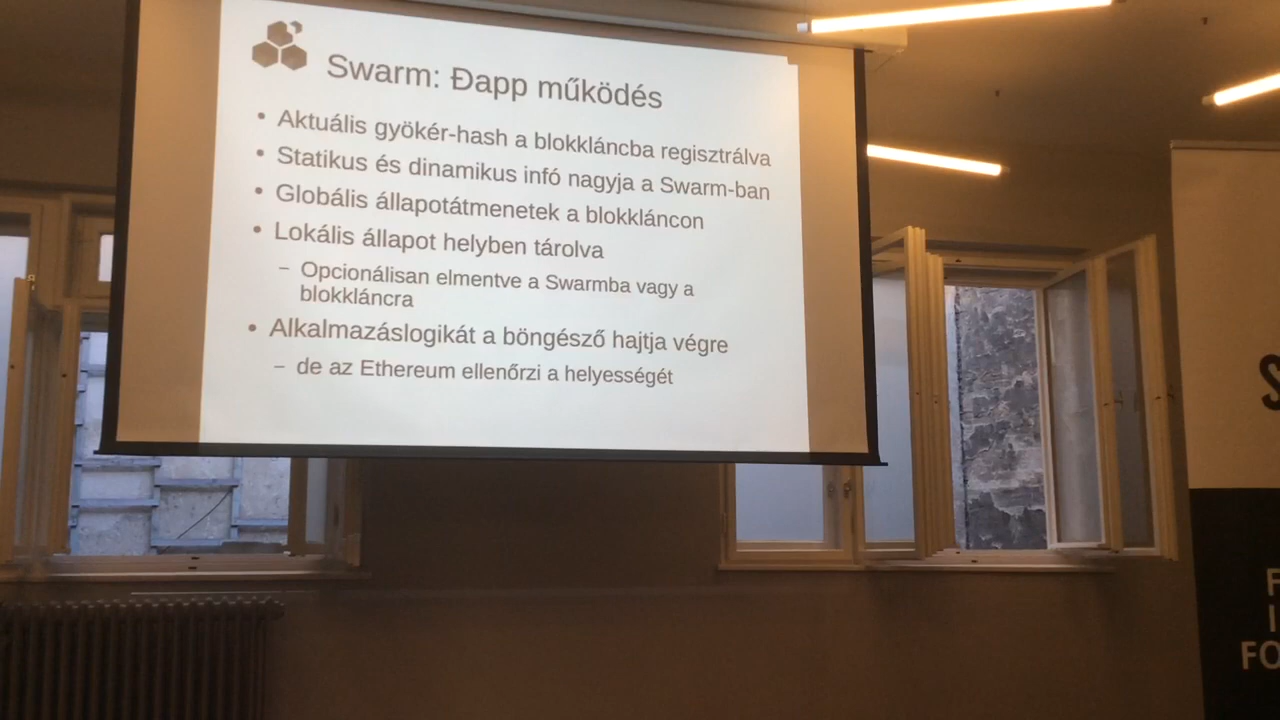 Swarm: Đapp működés
• Aktuális gyökér-hash a blokkláncba regisztrálva
• Statikus és dinamikus infó nagyja a Swarm-ban
• Globális állapotátmenetek a blokkláncon
• Lokális állapot helyben tárolva
– Opcionálisan elmentve a Swarmba vagy a
blokkláncra
• Alkalmazáslogikát a böngésző hajtja végre
– de az Ethereum ellenőrzi a helyességét